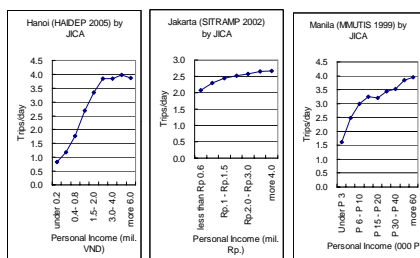 Hanoi (HAIDEP 2005) by
JICA
Trips/day
4.5
4.0
3.5
3.0
2.5
2.0
1.5
1.0
0.5
0.0
under 0.2
0.4- 0.8
1.5- 2.0
3.0- 4.0
more 6.0
Personal Income (mil.
VND)
Jakarta (SITRAMP 2002)
by JICA
Trips/day
3.0
2.5
2.0
1.5
1.0
0.5
0.0
less than Rp 0.6
Rp.1 - Rp.1.5
Rp.2.0 - Rp.3.0
more 4.0
Personal Income (mil.
Rp.)
Manila (MMUTIS 1999) by
JICA
Trips/day
4.5
4.0
3.5
3.0
2.5
2.0
1.5
1.0
0.5
0.0
Under P 3
P 6 - P 10
P 15 - P 20
P 30 - P 40
more 60
Personal Income (000 P